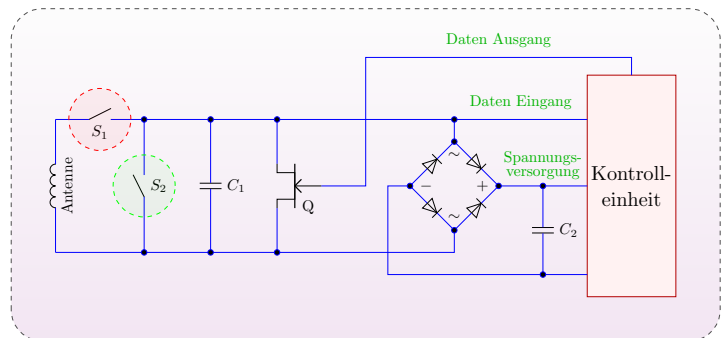 Daten Ausgang
Daten Eingang
S₁
Antenne
S₂
C₁
Q
∼
−
+
∼
Spannungs-
versorgung
C₂
Kontroll-
einheit